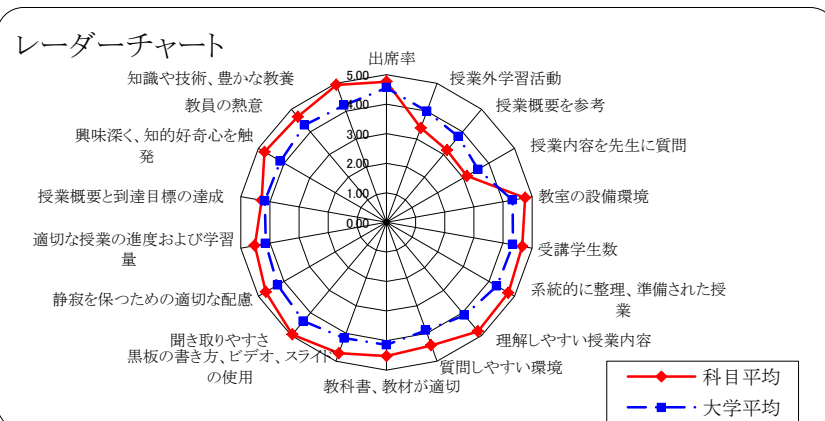 レーダーチャート
出席率
授業外学習活動
授業概要を参考
授業内容を先生に質問
教室の設備環境
受講学生数
系統的に整理、準備された授
業
理解しやすい授業内容
質問しやすい環境
教科書、教材が適切
黒板の書き方、ビデオ、スライド
の使用
聞き取りやすさ
静寂を保つための適切な配慮
適切な授業の進度および学習
量
授業概要と到達目標の達成
興味深く、知的好奇心を触
発
教員の熱意
知識や技術、豊かな教養
5.00
4.00
3.00
2.00
1.00
0.00
科目平均
大学平均